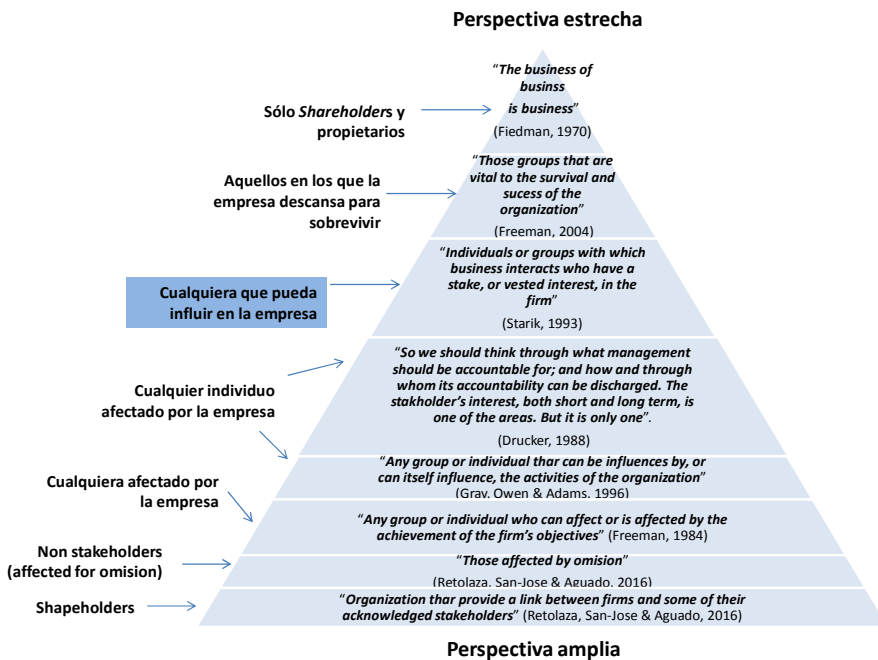 Perspectiva estrecha
“The business of
businss
is business”
(Fiedman, 1970)
Sólo Shareholders y
propietarios
“Those groups that are
vital to the survival and
sucess of the
organization”
(Freeman, 2004)
Aquellos en los que la
empresa descansa para
sobrevivir
“Individuals or groups with which
business interacts who have a
stake, or vested interest, in the
firm”
(Starik, 1993)
Cualquiera que pueda
influir en la empresa
“So we should think through what management
should be accountable for; and how and through
whom its accountability can be discharged. The
stakholder’s interest, both short and long term, is
one of the areas. But it is only one”.
(Drucker, 1988)
Cualquier individuo
afectado por la empresa
“Any group or individual thar can be influences by, or
can itself influence, the activities of the organization”
(Gray, Owen & Adams, 1996)
Cualquiera afectado por
la empresa
“Any group or individual who can affect or is affected by the
achievement of the firm’s objectives” (Freeman, 1984)
Non stakeholders
(affected for omision)
“Those affected by omision”
(Retolaza, San-Jose & Aguado, 2016)
Shapeholders
“Organization thar provide a link between firms and some of their
acknowledged stakeholders” (Retolaza, San-Jose & Aguado, 2016)
Perspectiva amplia